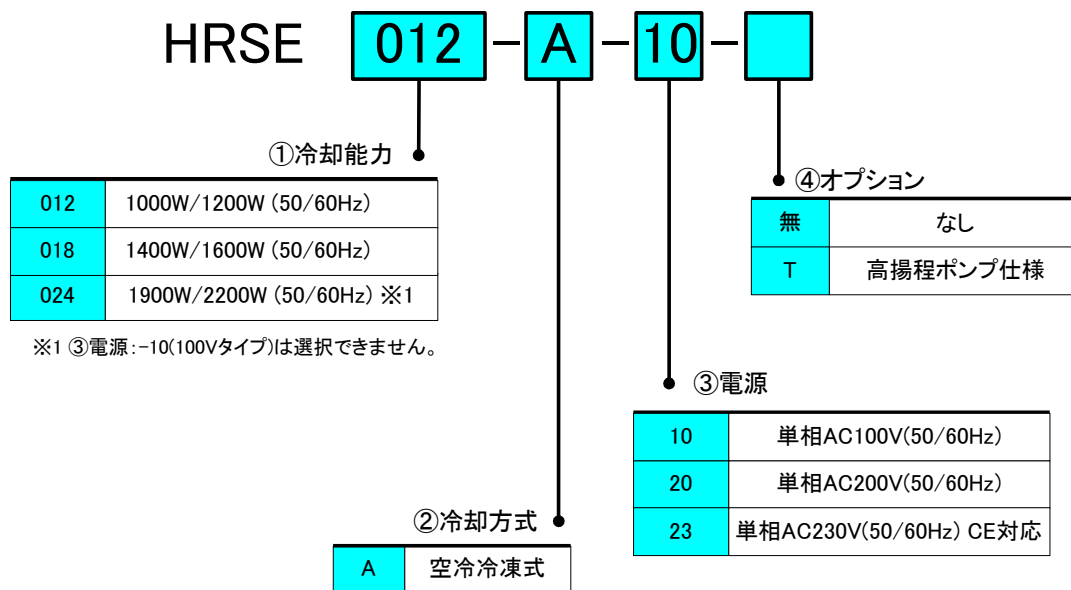 HRSE 012-A-10-
①冷却能力
012 1000W/1200W (50/60Hz)
018 1400W/1600W (50/60Hz)
024 1900W/2200W (50/60Hz) ※1
※1 ③電源:-10(100Vタイプ)は選択できません。
④オプション
無 なし
T 高揚程ポンプ仕様
③電源
10 単相AC100V(50/60Hz)
20 単相AC200V(50/60Hz)
23 単相AC230V(50/60Hz) CE対応
②冷却方式
A 空冷冷凍式